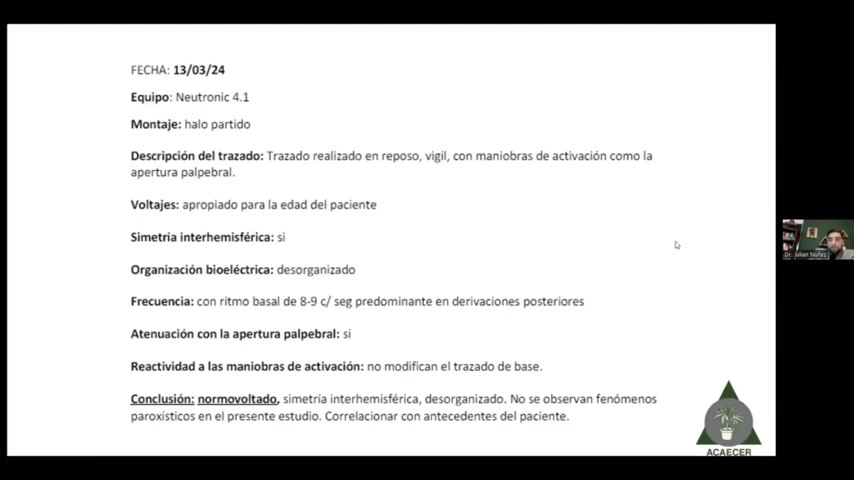 FECHA: 13/03/24
Equipo: Neutronic 4.1
Montaje: halo partido
Descripción del trazado: Trazado realizado en reposo, vigil, con maniobras de activación como la
apertura palpebral.
Voltajes: apropiado para la edad del paciente
Simetría interhemisférica: si
Organización bioeléctrica: desorganizado
Frecuencia: con ritmo basal de 8-9 c/ seg predominante en derivaciones posteriores
Atenuación con la apertura palpebral: si
Reactividad a las maniobras de activación: no modifican el trazado de base.
Conclusión: normovoltado, simetría interhemisférica, desorganizado. No se observan fenómenos
paroxísticos en el presente estudio. Correlacionar con antecedentes del paciente.
Dr. Julian Nuñez
ACAECER